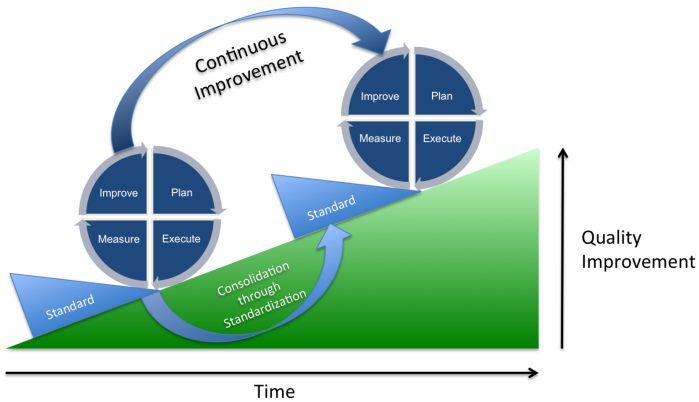 Continuous
Improvement
Improve
Plan
Measure
Execute
Improve
Plan
Measure
Execute
Standard
Standard
Consolidation
through
Standardization
Quality
Improvement
Time